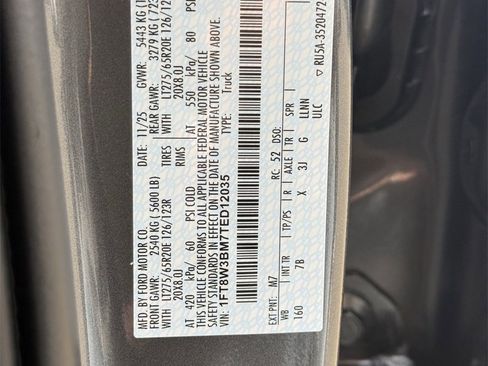 MFD. BY FORD MOTOR CO.
DATE: 11/25 GVWR: 5443 KG
FRONT GAWR: 2540 KG (5600 LB) REAR GAWR: 3279 KG
LT275/65R20E 126/123R TIRES WITH LT275/65R20E 126/123
20X8.0J RIMS 20X8.0J
AT 420 kPa/ 60 PSI COLD AT 550 kPa/ 80 PSI
THIS VEHICLE CONFORMS TO ALL APPLICABLE FEDERAL MOTOR VEHICLE
SAFETY STANDARDS IN EFFECT ON THE DATE OF MANUFACTURE SHOWN ABOVE.
VIN: 1FT8W3BM7TED12035 Truck
EXT PNT: M7 RC: 52 DSO:
WB INT TR TP/PS R AXLE TR SPR
160 7B X 3J G LLNN
ULC
▽ RU5A-3520472